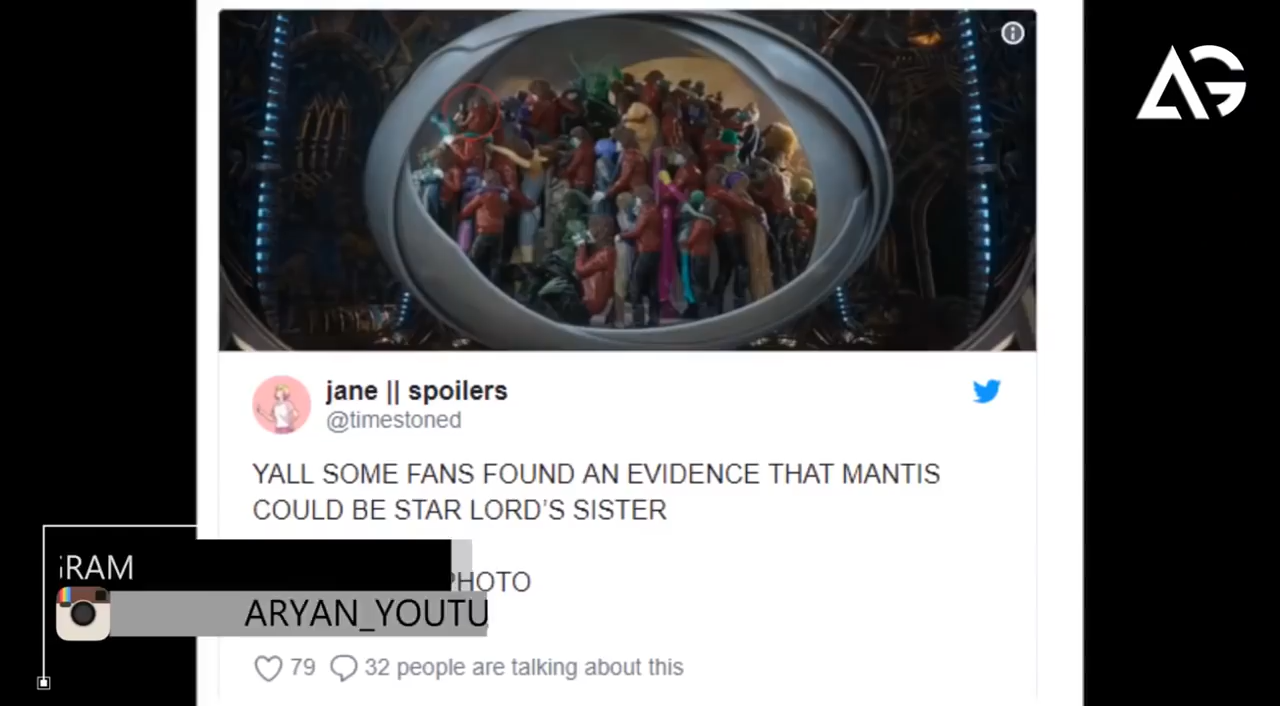 AG
jane || spoilers
@timestoned
YALL SOME FANS FOUND AN EVIDENCE THAT MANTIS
COULD BE STAR LORD'S SISTER
RAM
PHOTO
ARYAN_YOUTU
79 32 people are talking about this